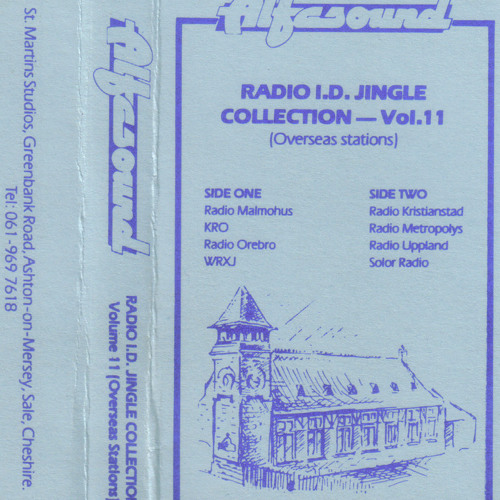 St. Martins Studios, Greenbank Road, Ashton-on-Mersey, Sale, Cheshire.
Tel: 061-969 7618
Alfasound
RADIO I.D. JINGLE COLLECTION
Volume 11 (Overseas Stations)
Alfasound
RADIO I.D. JINGLE
COLLECTION — Vol.11
(Overseas stations)
SIDE ONE
Radio Malmohus
KRO
Radio Orebro
WRXJ
SIDE TWO
Radio Kristianstad
Radio Metropolys
Radio Uppland
Solor Radio